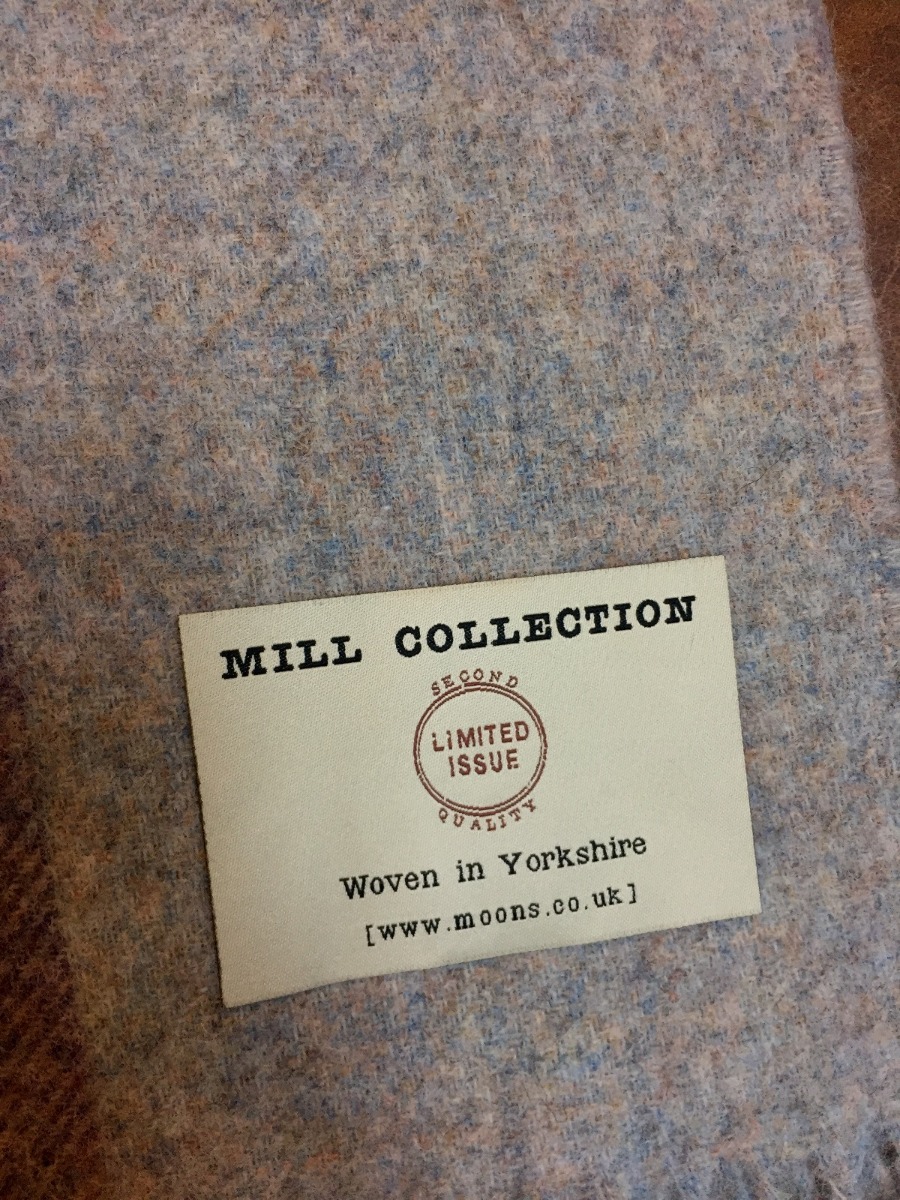 MILL COLLECTION
SECOND
LiMITED
ISSUE
QUALITY
Woven in Yorkshire
[www.moons.co.uk]